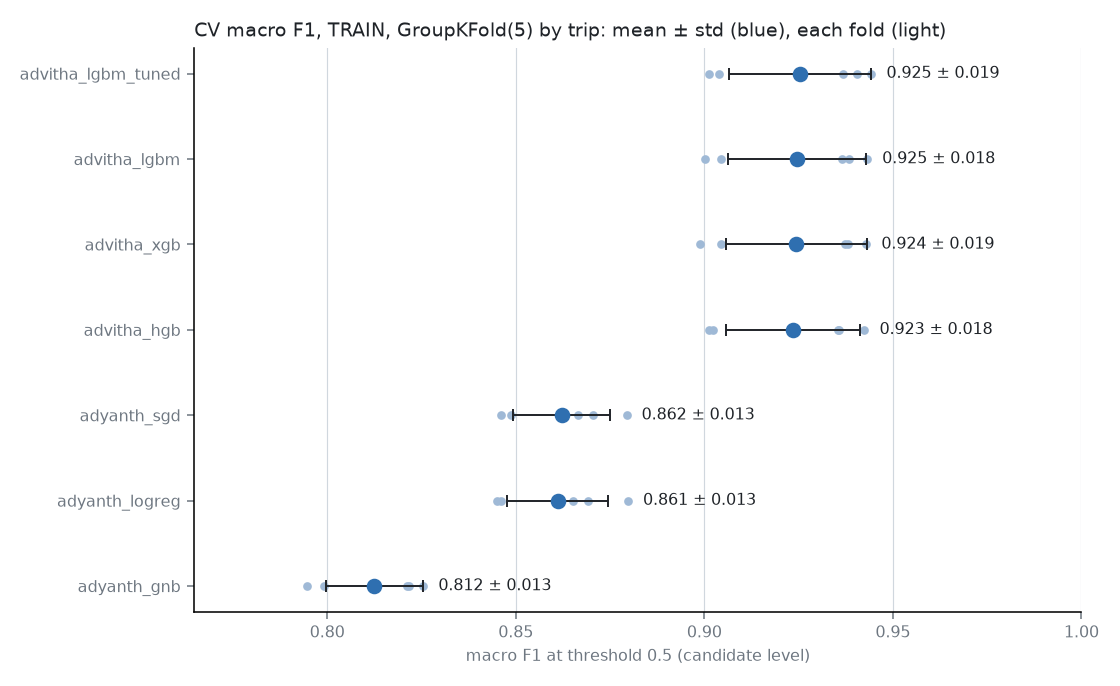 CV macro F1, TRAIN, GroupKFold(5) by trip: mean ± std (blue), each fold (light)
advitha_lgbm_tuned 0.925 ± 0.019
advitha_lgbm 0.925 ± 0.018
advitha_xgb 0.924 ± 0.019
advitha_hgb 0.923 ± 0.018
adyanth_sgd 0.862 ± 0.013
adyanth_logreg 0.861 ± 0.013
adyanth_gnb 0.812 ± 0.013
0.80 0.85 0.90 0.95 1.00
macro F1 at threshold 0.5 (candidate level)